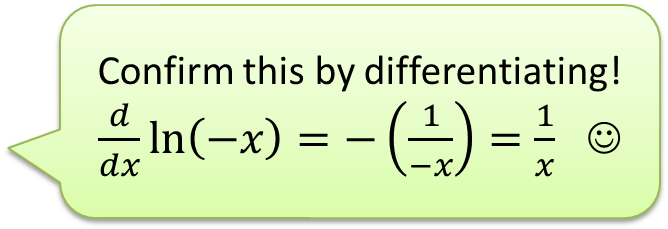 Confirm this by differentiating!
d/dx ln(−x) = −(1/−x) = 1/x ☺